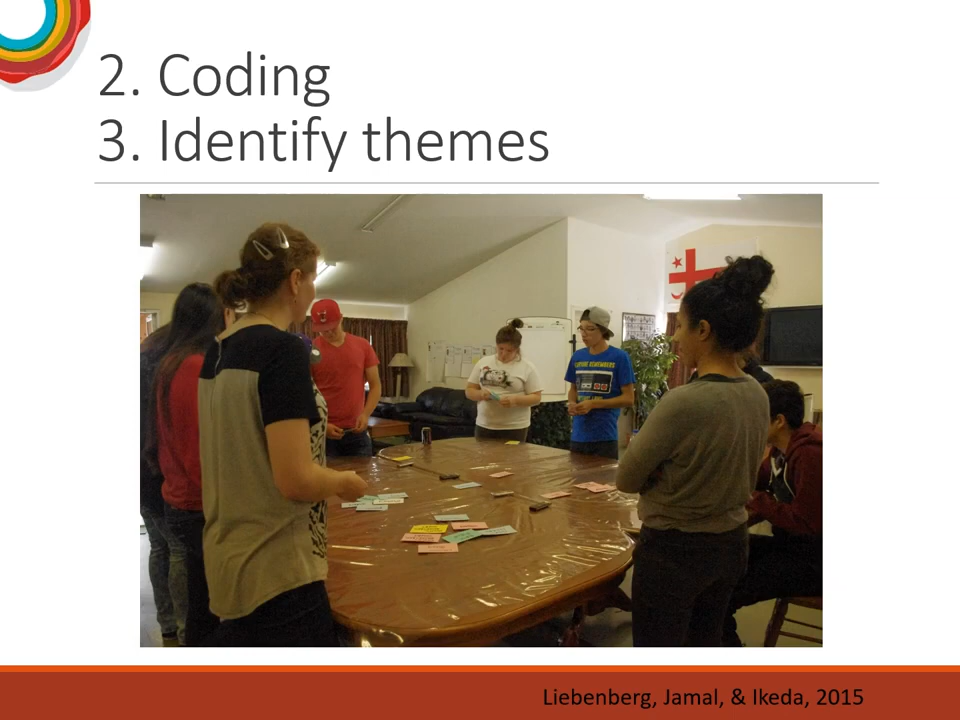 2. Coding
3. Identify themes
Liebenberg, Jamal, & Ikeda, 2015